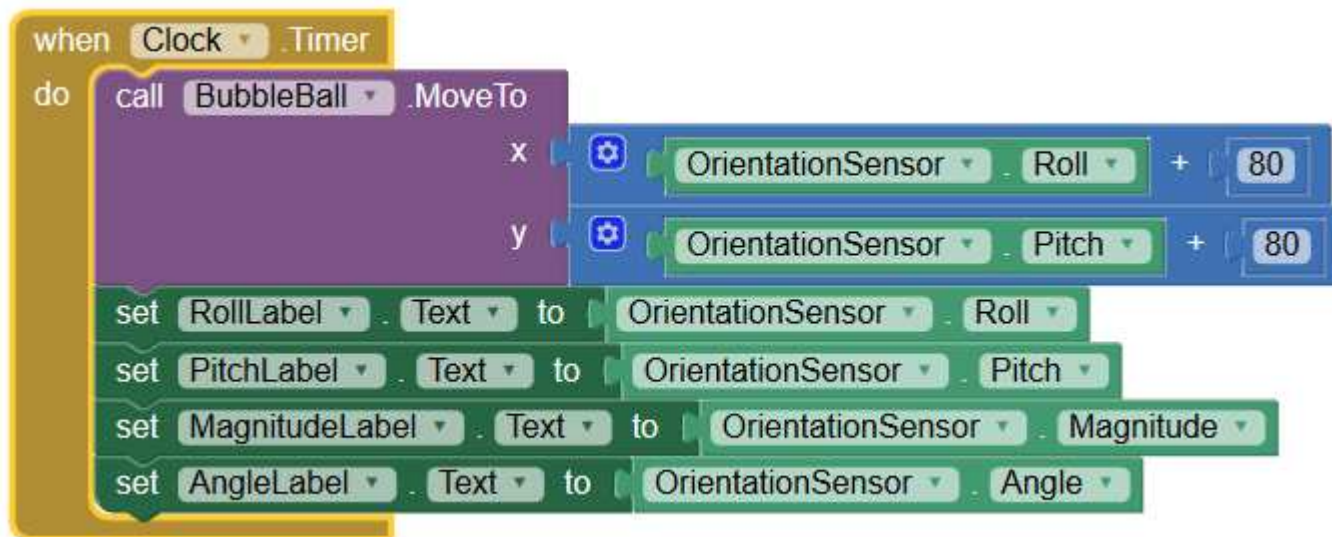 when Clock .Timer
do call BubbleBall .MoveTo
x OrientationSensor . Roll + 80
y OrientationSensor . Pitch + 80
set RollLabel . Text to OrientationSensor . Roll
set PitchLabel . Text to OrientationSensor . Pitch
set MagnitudeLabel . Text to OrientationSensor . Magnitude
set AngleLabel . Text to OrientationSensor . Angle